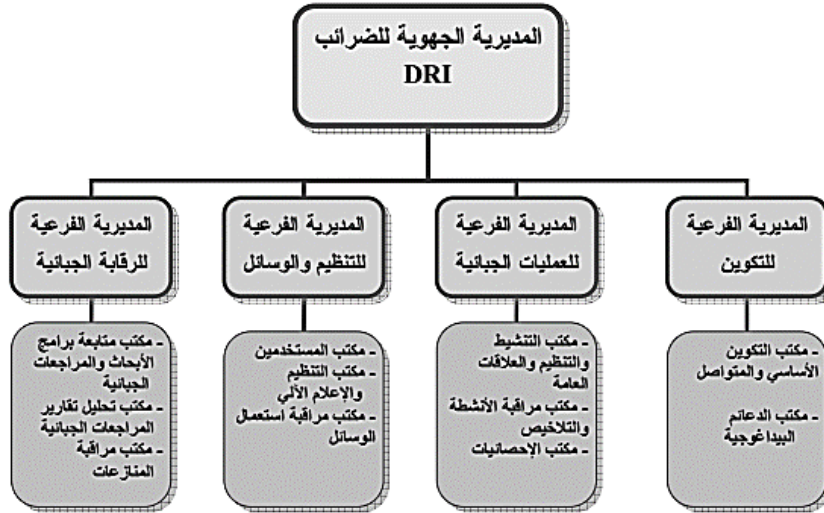 المديرية الجهوية للضرائب
DRI
المديرية الفرعية
للتكوين
المديرية الفرعية
للعمليات الجبائية
المديرية الفرعية
للتنظيم والوسائل
المديرية الفرعية
للرقابة الجبائية
- مكتب التكوين
الأساسي والمتواصل
- مكتب الدعائم
البيداغوجية
- مكتب التنشيط
والتنظيم والعلاقات
العامة
- مكتب مراقبة الأنشطة
والتلاخيص
- مكتب الإحصائيات
- مكتب المستخدمين
- مكتب التنظيم
والإعلام الآلي
- مكتب مراقبة استعمال
الوسائل
- مكتب متابعة برامج
الأبحاث والمراجعات
الجبائية
- مكتب تحليل تقارير
المراجعات الجبائية
- مكتب مراقبة
المنازعات